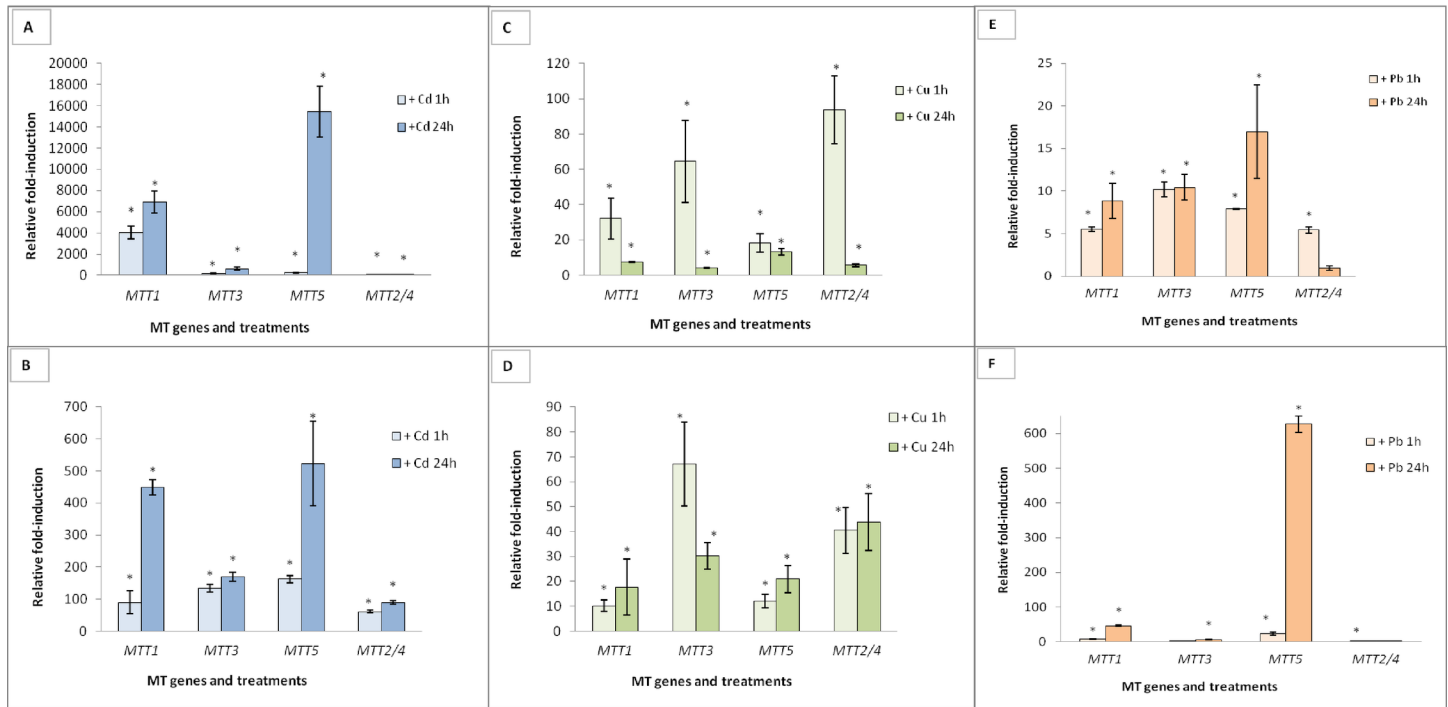 A
20000
18000
16000
14000
12000
10000
8000
6000
4000
2000
0
Relative fold-induction
* * * * * * * *
+ Cd 1h
+Cd 24h
MTT1 MTT3 MTT5 MTT2/4
MT genes and treatments
B
700
600
500
400
300
200
100
0
Relative fold-induction
* * * * * * * *
+ Cd 1h
+ Cd 24h
MTT1 MTT3 MTT5 MTT2/4
MT genes and treatments
C
120
100
80
60
40
20
0
Relative fold-induction
* * * * * * * *
+ Cu 1h
+ Cu 24h
MTT1 MTT3 MTT5 MTT2/4
MT genes and treatments
D
90
80
70
60
50
40
30
20
10
0
Relative fold-induction
* * * * * * * *
+ Cu 1h
+ Cu 24h
MTT1 MTT3 MTT5 MTT2/4
MT genes and treatments
E
25
20
15
10
5
0
Relative fold-induction
* * * * * * *
+ Pb 1h
+ Pb 24h
MTT1 MTT3 MTT5 MTT2/4
MT genes and treatments
F
600
500
400
300
200
100
0
Relative fold-induction
* * * * * *
+ Pb 1h
+ Pb 24h
MTT1 MTT3 MTT5 MTT2/4
MT genes and treatments